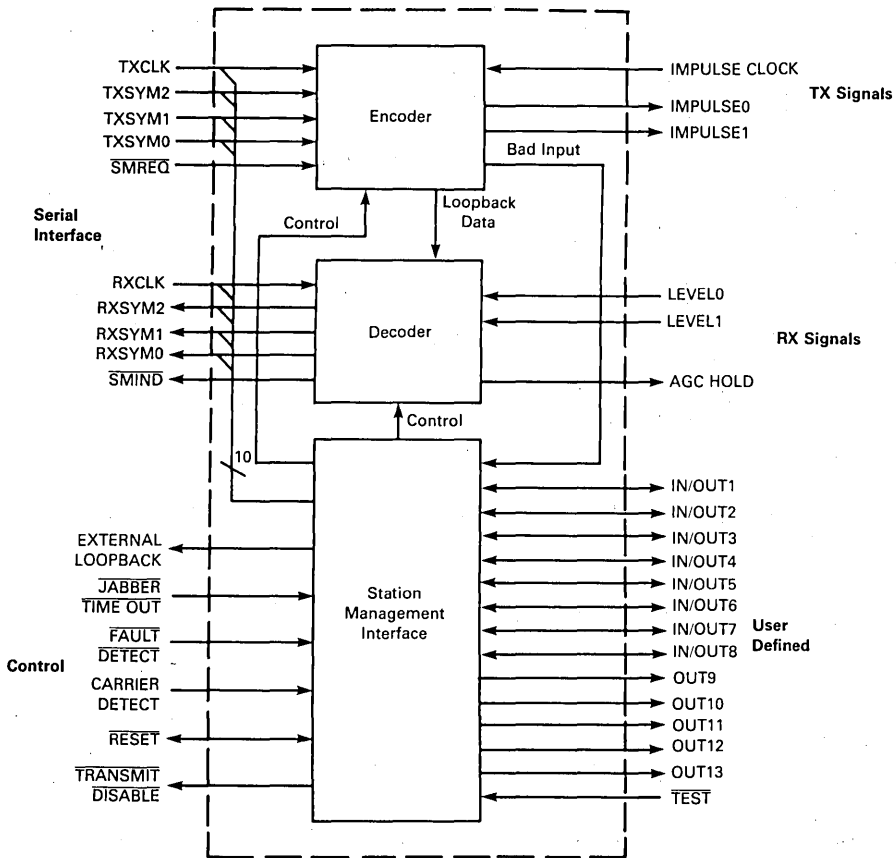 TXCLK
TXSYM2
TXSYM1
TXSYM0
SMREQ
Serial
Interface
RXCLK
RXSYM2
RXSYM1
RXSYM0
SMIND
EXTERNAL
LOOPBACK
JABBER
TIME OUT
FAULT
DETECT
Control
CARRIER
DETECT
RESET
TRANSMIT
DISABLE
Encoder
Bad Input
Control
Loopback
Data
Decoder
Control
10
Station
Management
Interface
IMPULSE CLOCK
TX Signals
IMPULSE0
IMPULSE1
LEVEL0
LEVEL1
RX Signals
AGC HOLD
IN/OUT1
IN/OUT2
IN/OUT3
IN/OUT4
IN/OUT5
IN/OUT6
IN/OUT7
IN/OUT8
User
Defined
OUT9
OUT10
OUT11
OUT12
OUT13
TEST